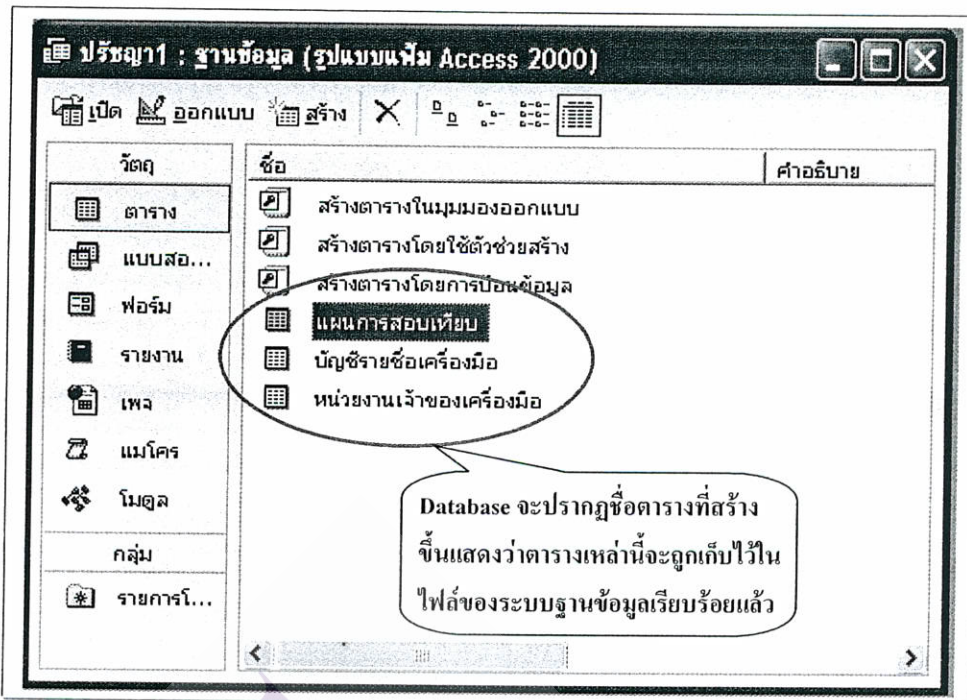 ปรัชญา1 : ฐานข้อมูล (รูปแบบแฟ้ม Access 2000)
เปิด ออกแบบ สร้าง
วัตถุ
ตาราง
แบบสอ...
ฟอร์ม
รายงาน
เพจ
แมโคร
โมดูล
กลุ่ม
รายการโ...
ชื่อ คำอธิบาย
สร้างตารางในมุมมองออกแบบ
สร้างตารางโดยใช้ตัวช่วยสร้าง
สร้างตารางโดยการป้อนข้อมูล
แผนการสอบเทียบ
บัญชีรายชื่อเครื่องมือ
หน่วยงานเจ้าของเครื่องมือ
Database จะปรากฏชื่อตารางที่สร้าง
ขึ้นแสดงว่าตารางเหล่านี้จะถูกเก็บไว้ใน
ไฟล์ของระบบฐานข้อมูลเรียบร้อยแล้ว